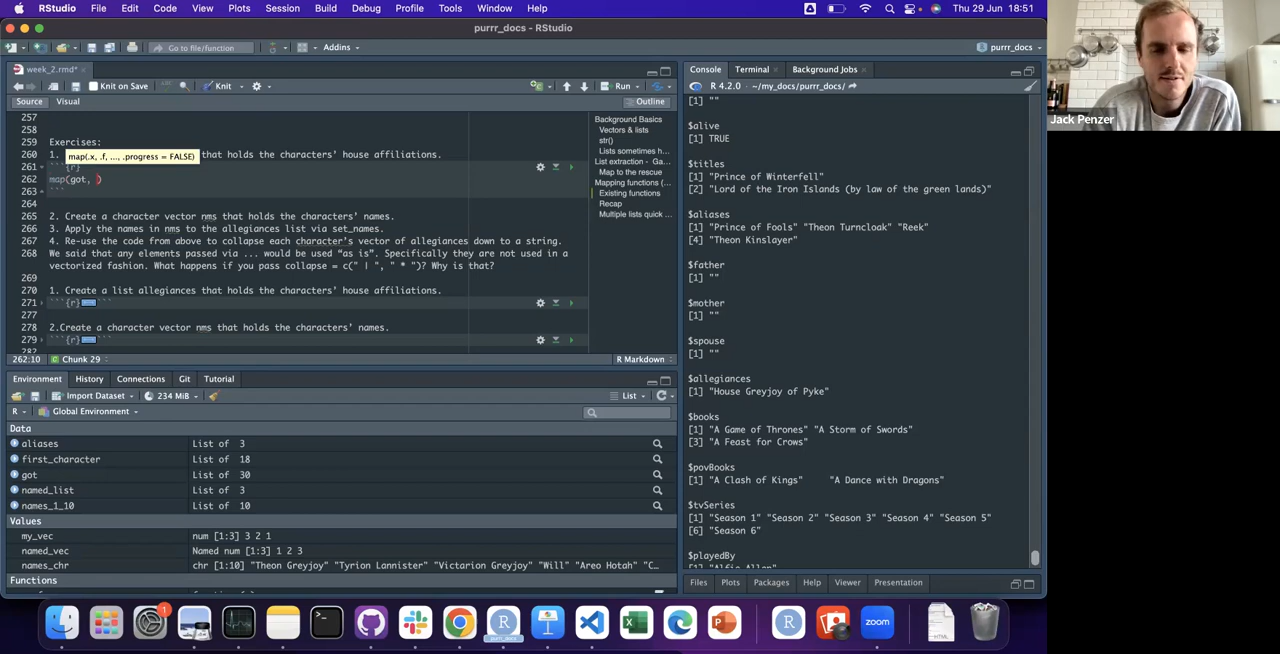 RStudio File Edit Code View Plots Session Build Debug Profile Tools Window Help Thu 29 Jun 18:51
purrr_docs - RStudio
Go to file/function Addins purrr_docs
week_2.rmd*
Knit on Save Knit Run
Source Visual Outline
257
258
259 Exercises:
260 1. that holds the characters' house affiliations.
map(.x, .f, ..., .progress = FALSE)
261 ```{r}
262 map(got, )
263 ```
264
265 2. Create a character vector nms that holds the characters' names.
266 3. Apply the names in nms to the allegiances list via set_names.
267 4. Re-use the code from above to collapse each character's vector of allegiances down to a string.
268 We said that any elements passed via ... would be used "as is". Specifically they are not used in a
vectorized fashion. What happens if you pass collapse = c(" | ", " * ")? Why is that?
269
270 1. Create a list allegiances that holds the characters' house affiliations.
271 ```{r} ```
277
278 2.Create a character vector nms that holds the characters' names.
279 ```{r} ```
282
262:10 Chunk 29 R Markdown
Background Basics
Vectors & lists
str()
Lists sometimes h...
List extraction - Ga...
Map to the rescue
Mapping functions (...
Existing functions
Recap
Multiple lists quick ...
Environment History Connections Git Tutorial
Import Dataset 234 MiB List
R Global Environment
Data
aliases List of 3
first_character List of 18
got List of 30
named_list List of 3
names_1_10 List of 10
Values
my_vec num [1:3] 3 2 1
named_vec Named num [1:3] 1 2 3
names_chr chr [1:10] "Theon Greyjoy" "Tyrion Lannister" "Victarion Greyjoy" "Will" "Areo Hotah" "C...
Functions
Console Terminal Background Jobs
R 4.2.0 · ~/my_docs/purrr_docs/
[1] ""
$alive
[1] TRUE
$titles
[1] "Prince of Winterfell"
[2] "Lord of the Iron Islands (by law of the green lands)"
$aliases
[1] "Prince of Fools" "Theon Turncloak" "Reek"
[4] "Theon Kinslayer"
$father
[1] ""
$mother
[1] ""
$spouse
[1] ""
$allegiances
[1] "House Greyjoy of Pyke"
$books
[1] "A Game of Thrones" "A Storm of Swords"
[3] "A Feast for Crows"
$povBooks
[1] "A Clash of Kings" "A Dance with Dragons"
$tvSeries
[1] "Season 1" "Season 2" "Season 3" "Season 4" "Season 5"
[6] "Season 6"
$playedBy
[1] "Alfie Allen"
Files Plots Packages Help Viewer Presentation
Jack Penzer
1
purrr_docs
zoom
HTML